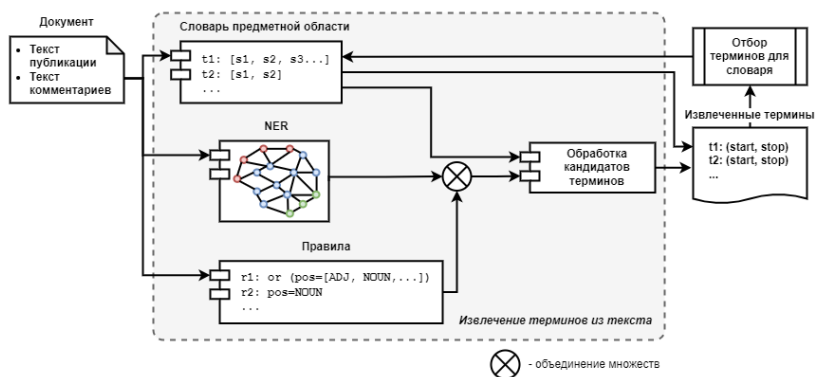 Документ
• Текст
публикации
• Текст
комментариев
Словарь предметной области
t1: [s1, s2, s3...]
t2: [s1, s2]
...
NER
Правила
r1: or (pos=[ADJ, NOUN,...])
r2: pos=NOUN
...
Обработка
кандидатов
терминов
Извлечение терминов из текста
Отбор
терминов для
словаря
Извлеченные термины
t1: (start, stop)
t2: (start, stop)
...
- объединение множеств